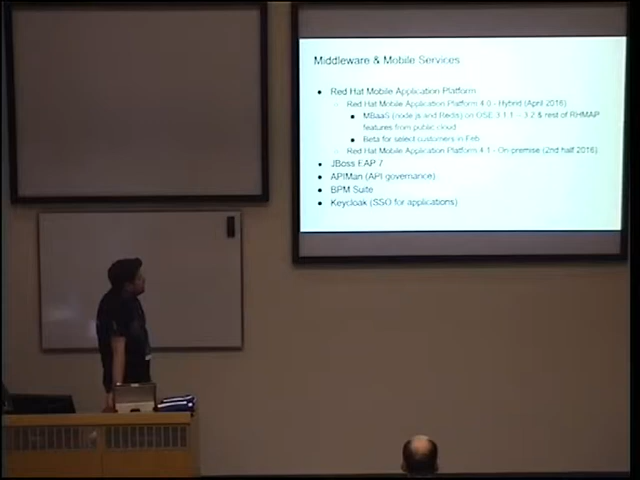 Middleware & Mobile Services
Red Hat Mobile Application Platform
Red Hat Mobile Application Platform 4.0 - Hybrid (April 2016)
MBaaS (node.js and Redis) on OSE 3.1.1 - 3.2 & rest of RHMAP
features from public cloud
Beta for select customers in Feb
Red Hat Mobile Application Platform 4.1 - On-premise (2nd half 2016)
JBoss EAP 7
APIMan (API governance)
BPM Suite
Keycloak (SSO for applications)